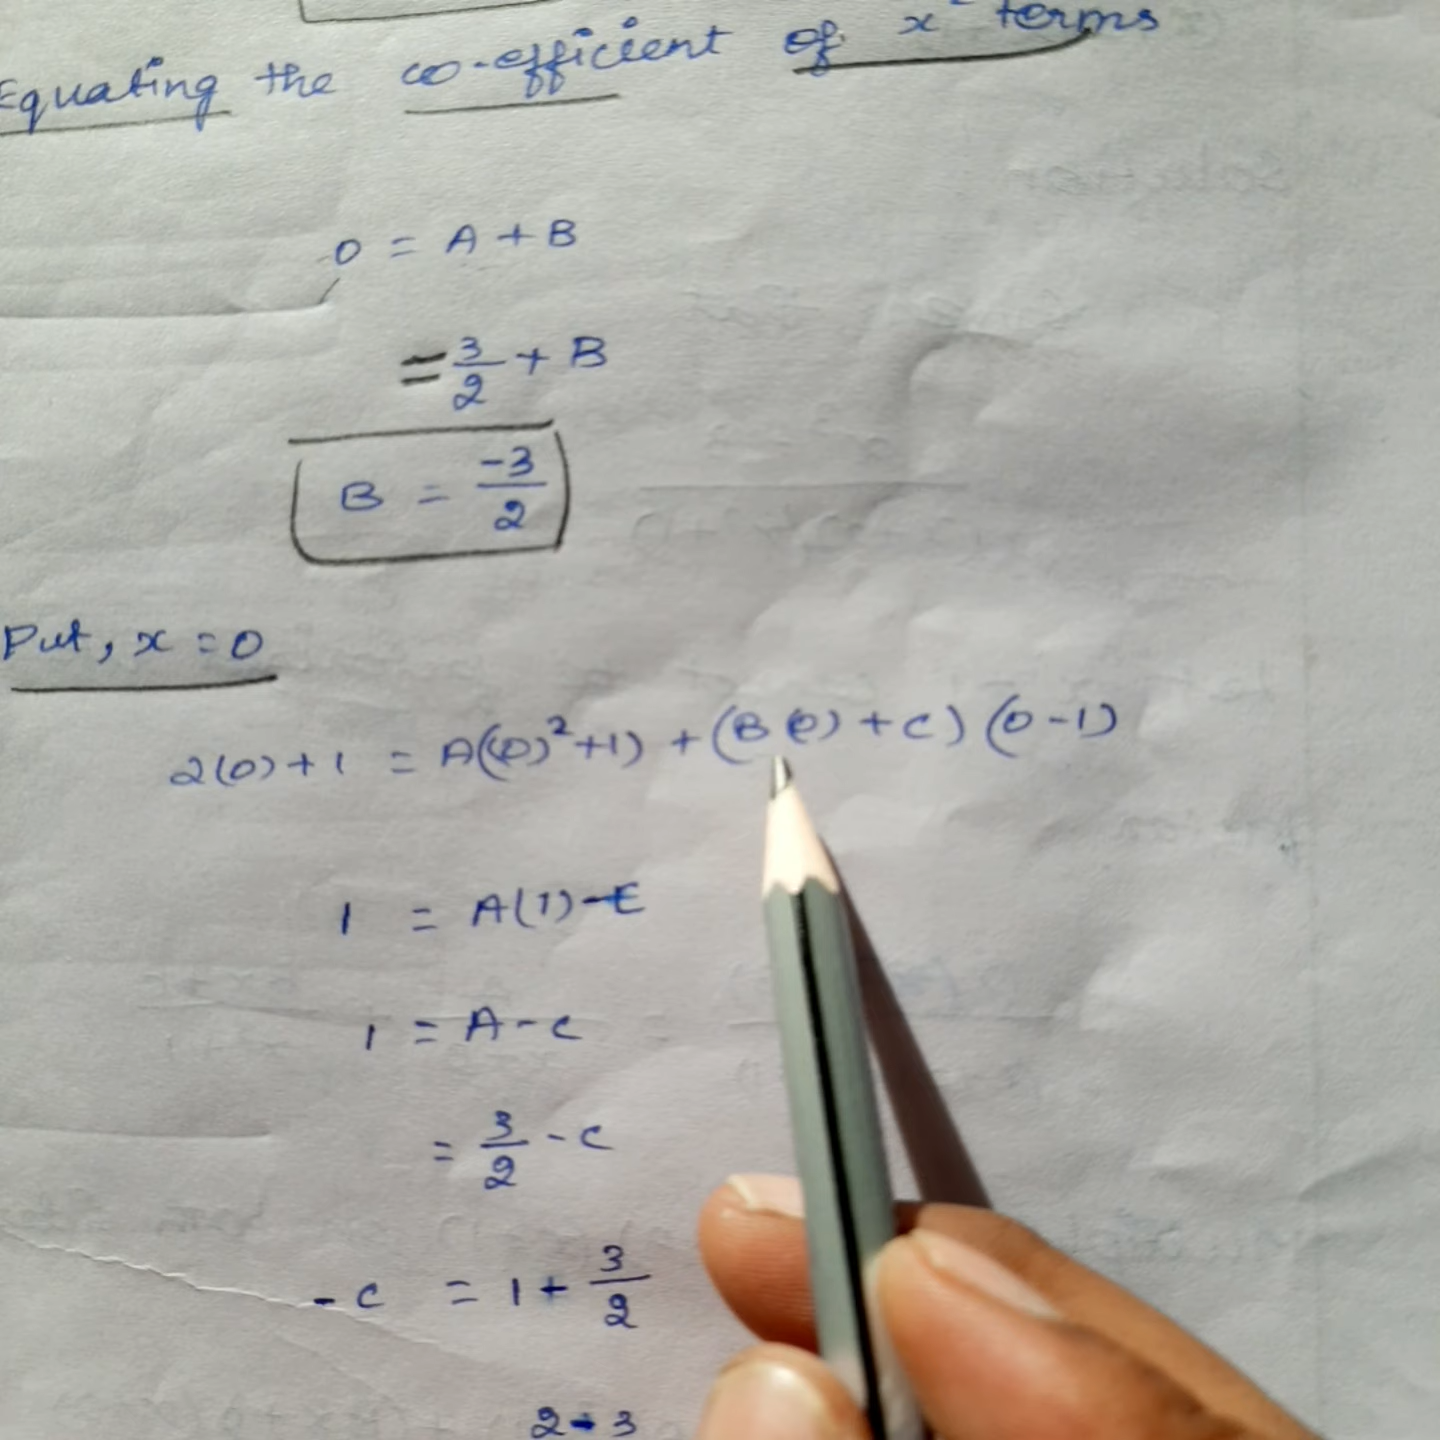 Equating the co-efficient of x² terms
0 = A + B
= 3/2 + B
B = -3/2
Put, x = 0
2(0)+1 = A((0)²+1) + (B(0) + C) (0-1)
1 = A(1)-C
1 = A-C
= 3/2 - C
-C = 1 + 3/2
2-3